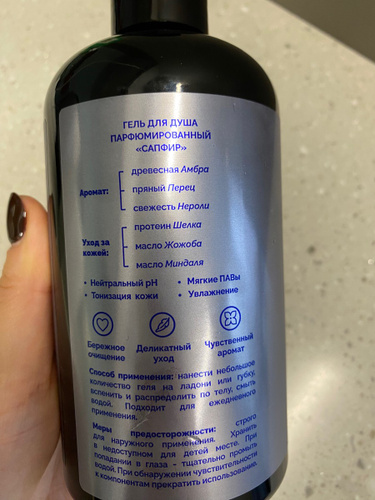 ГЕЛЬ ДЛЯ ДУША
ПАРФЮМИРОВАННЫЙ
«САПФИР»
древесная Амбра
Аромат: пряный Перец
свежесть Нероли
протеин Шелка
Уход за
кожей: масло Жожоба
масло Миндаля
• Нейтральный pH • Мягкие ПАВы
• Тонизация кожи • Увлажнение
Бережное очищение
Деликатный уход
Чувственный аромат
Способ применения: нанести небольшое
количество геля на ладони или губку,
вспенить и распределить по телу, смыть
водой. Подходит для ежедневного
применения.
Меры предосторожности: строго
для наружного применения. Хранить
в недоступном для детей месте. При
попадании в глаза - тщательно промыть
водой. При обнаружении чувствительности
к компонентам прекратить использование.